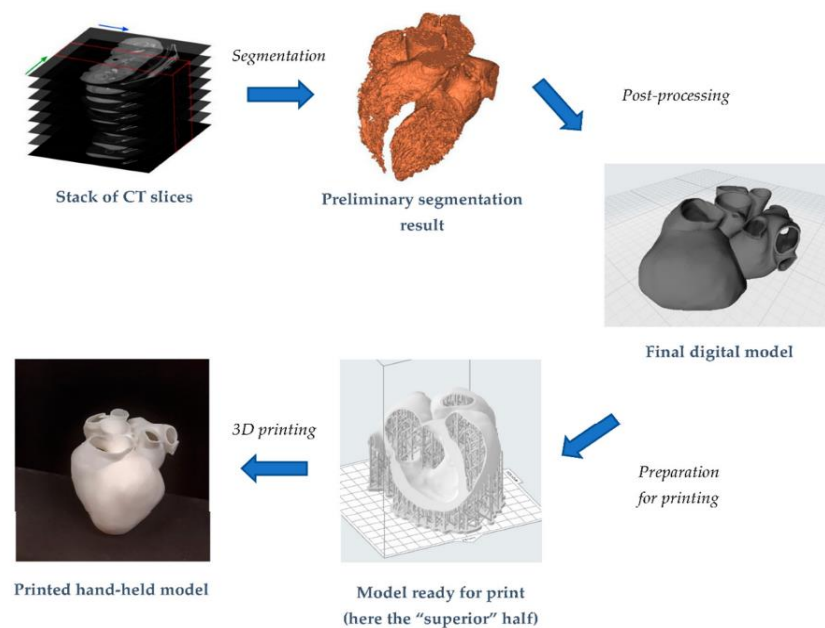 Segmentation
Post-processing
Stack of CT slices
Preliminary segmentation
result
Final digital model
3D printing
Preparation
for printing
Printed hand-held model
Model ready for print
(here the “superior” half)